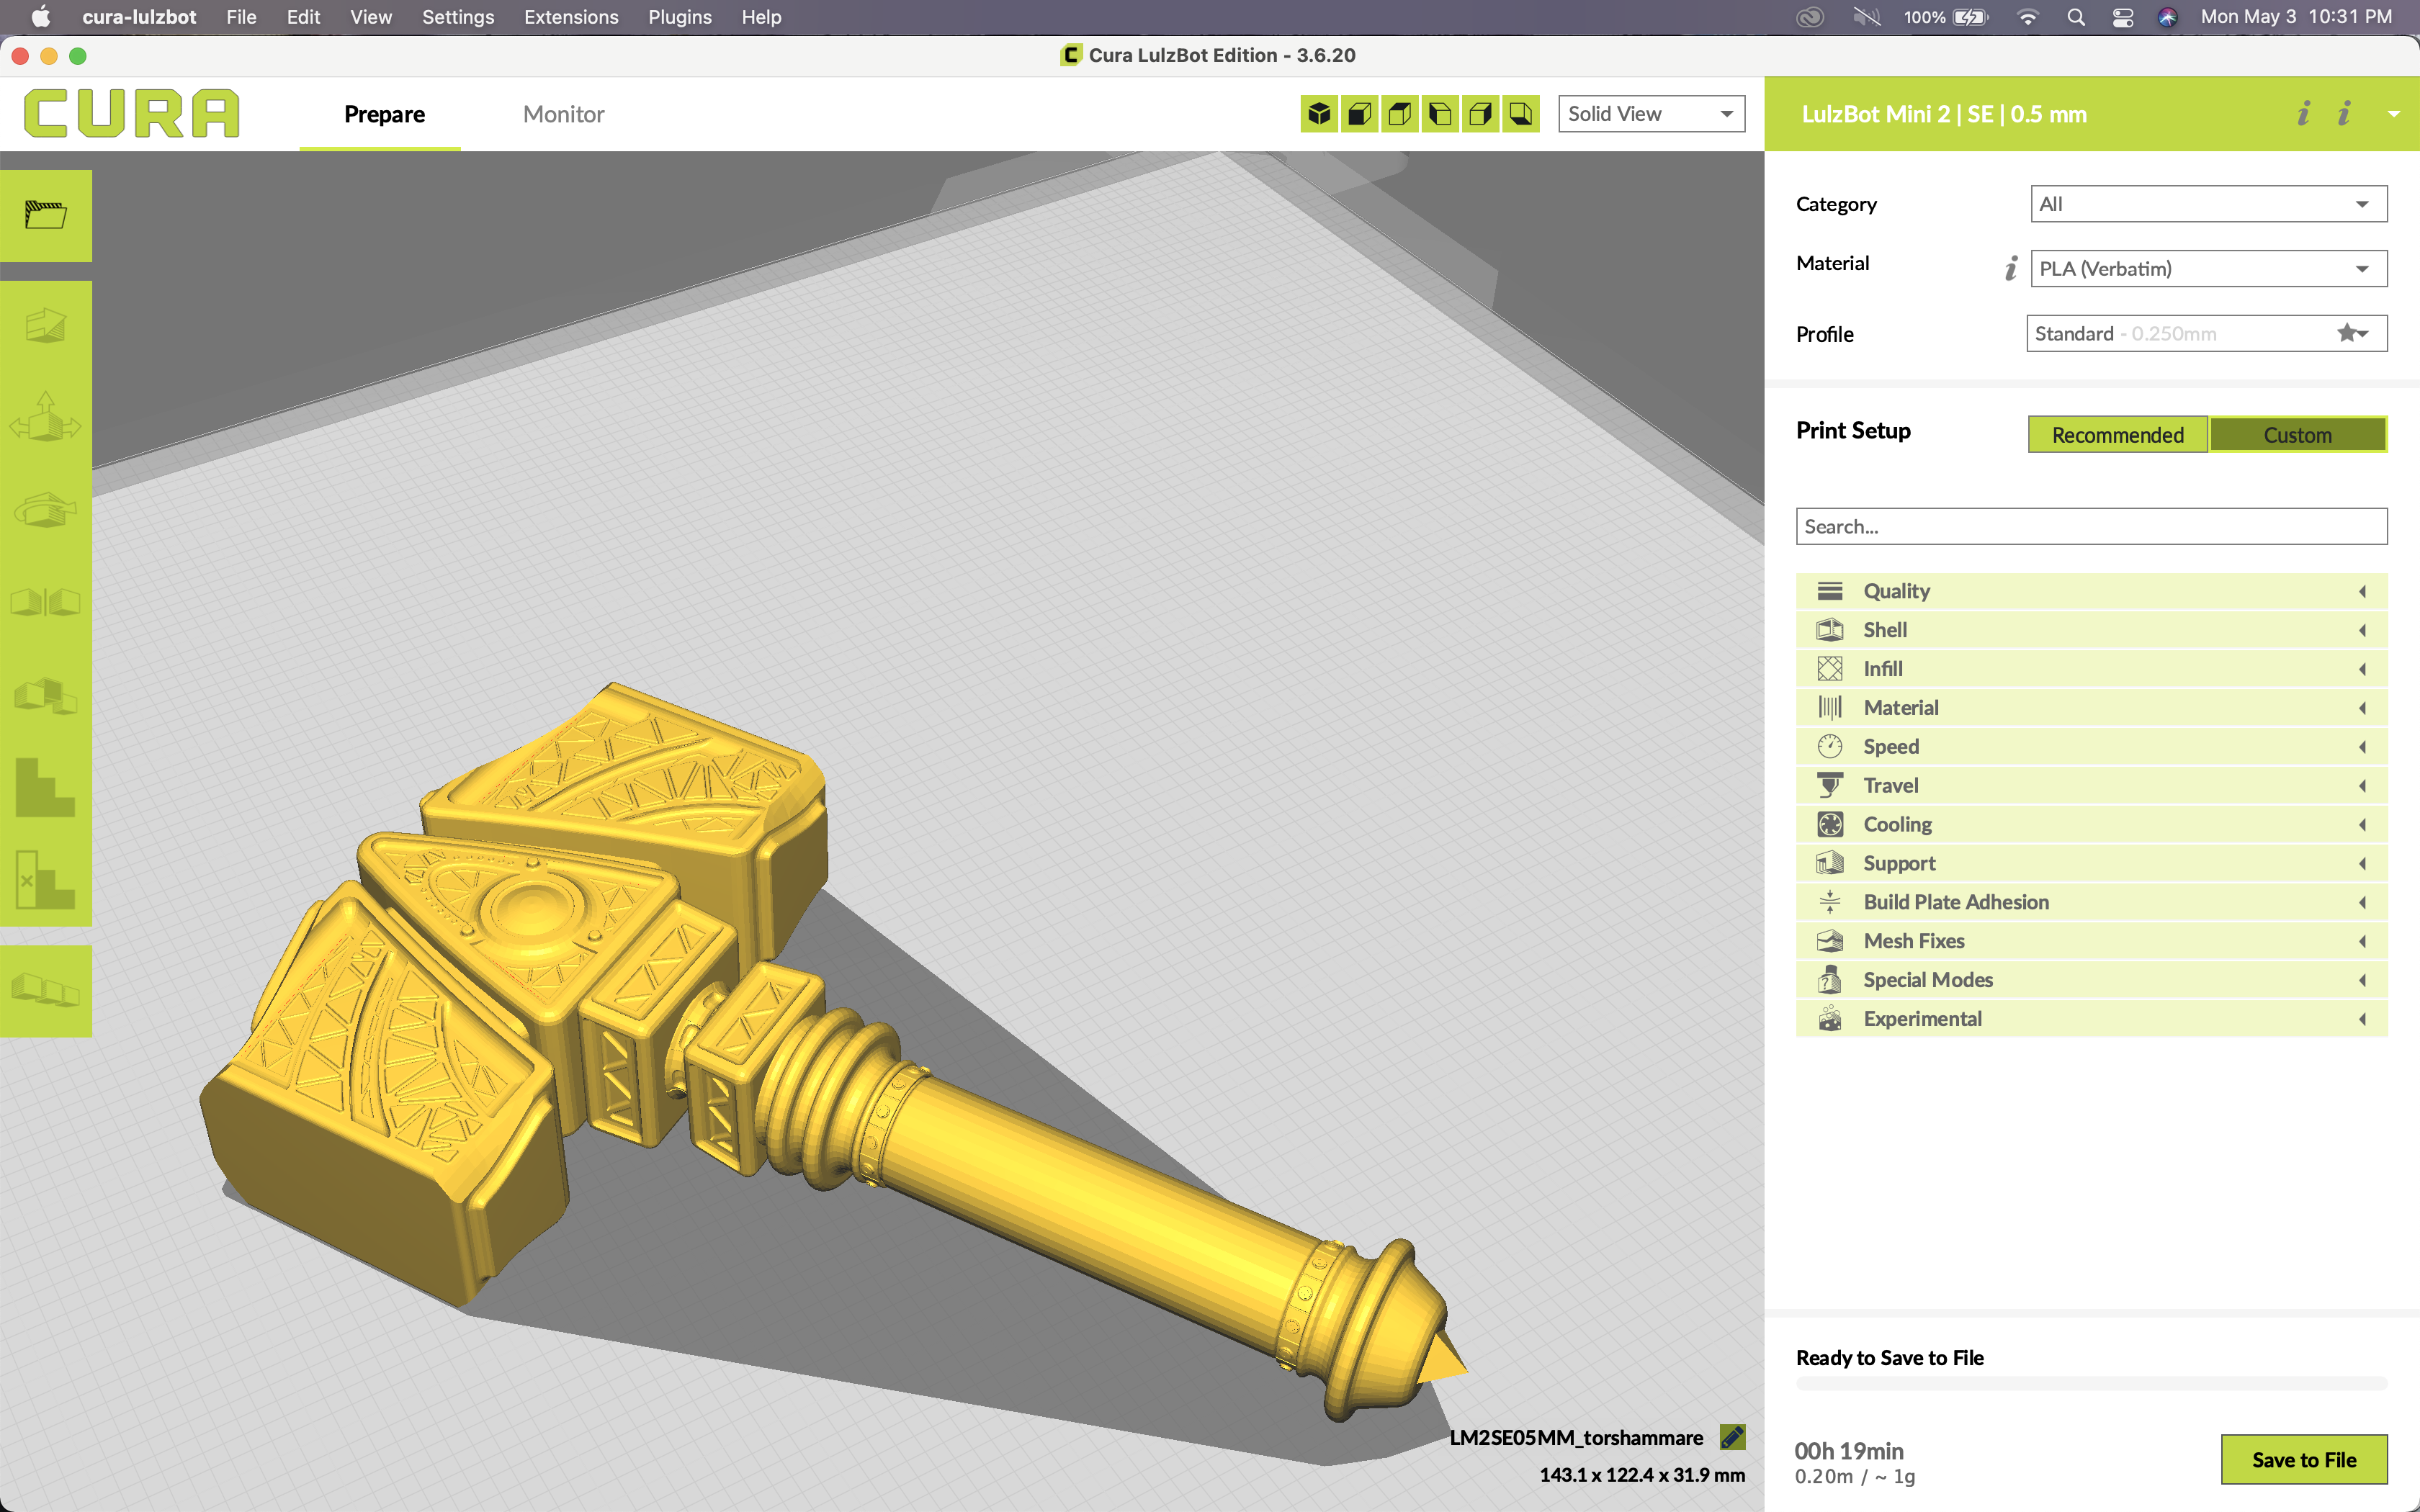 cura-lulzbot File Edit View Settings Extensions Plugins Help 100% Mon May 3 10:31 PM
Cura LulzBot Edition - 3.6.20
CURA Prepare Monitor Solid View LulzBot Mini 2 | SE | 0.5 mm
Category All
Material PLA (Verbatim)
Profile Standard - 0.250mm
Print Setup Recommended Custom
Search...
Quality
Shell
Infill
Material
Speed
Travel
Cooling
Support
Build Plate Adhesion
Mesh Fixes
Special Modes
Experimental
Ready to Save to File
LM2SE05MM_torshammare
143.1 x 122.4 x 31.9 mm
00h 19min
0.20m / ~ 1g
Save to File